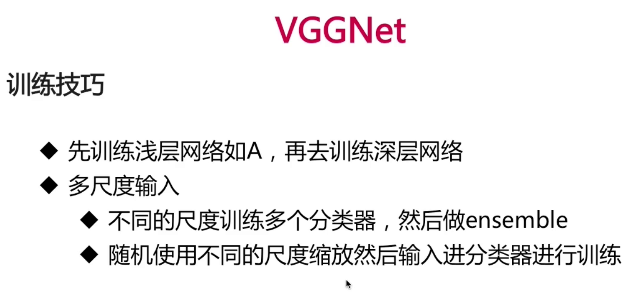 VGGNet
训练技巧
◆ 先训练浅层网络如A，再去训练深层网络
◆ 多尺度输入
◆ 不同的尺度训练多个分类器，然后做ensemble
◆ 随机使用不同的尺度缩放然后输入进分类器进行训练